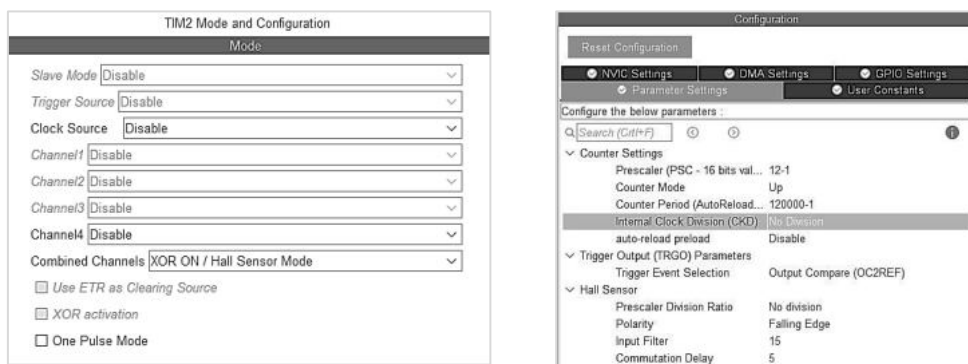 TIM2 Mode and Configuration
Mode
Slave Mode Disable
Trigger Source Disable
Clock Source Disable
Channel1 Disable
Channel2 Disable
Channel3 Disable
Channel4 Disable
Combined Channels XOR ON / Hall Sensor Mode
Use ETR as Clearing Source
XOR activation
One Pulse Mode
Configuration
Reset Configuration
NVIC Settings DMA Settings GPIO Settings
Parameter Settings User Constants
Configure the below parameters :
Search (Crtl+F)
Counter Settings
Prescaler (PSC - 16 bits val... 12-1
Counter Mode Up
Counter Period (AutoReload... 120000-1
Internal Clock Division (CKD) No Division
auto-reload preload Disable
Trigger Output (TRGO) Parameters
Trigger Event Selection Output Compare (OC2REF)
Hall Sensor
Prescaler Division Ratio No division
Polarity Falling Edge
Input Filter 15
Commutation Delay 5